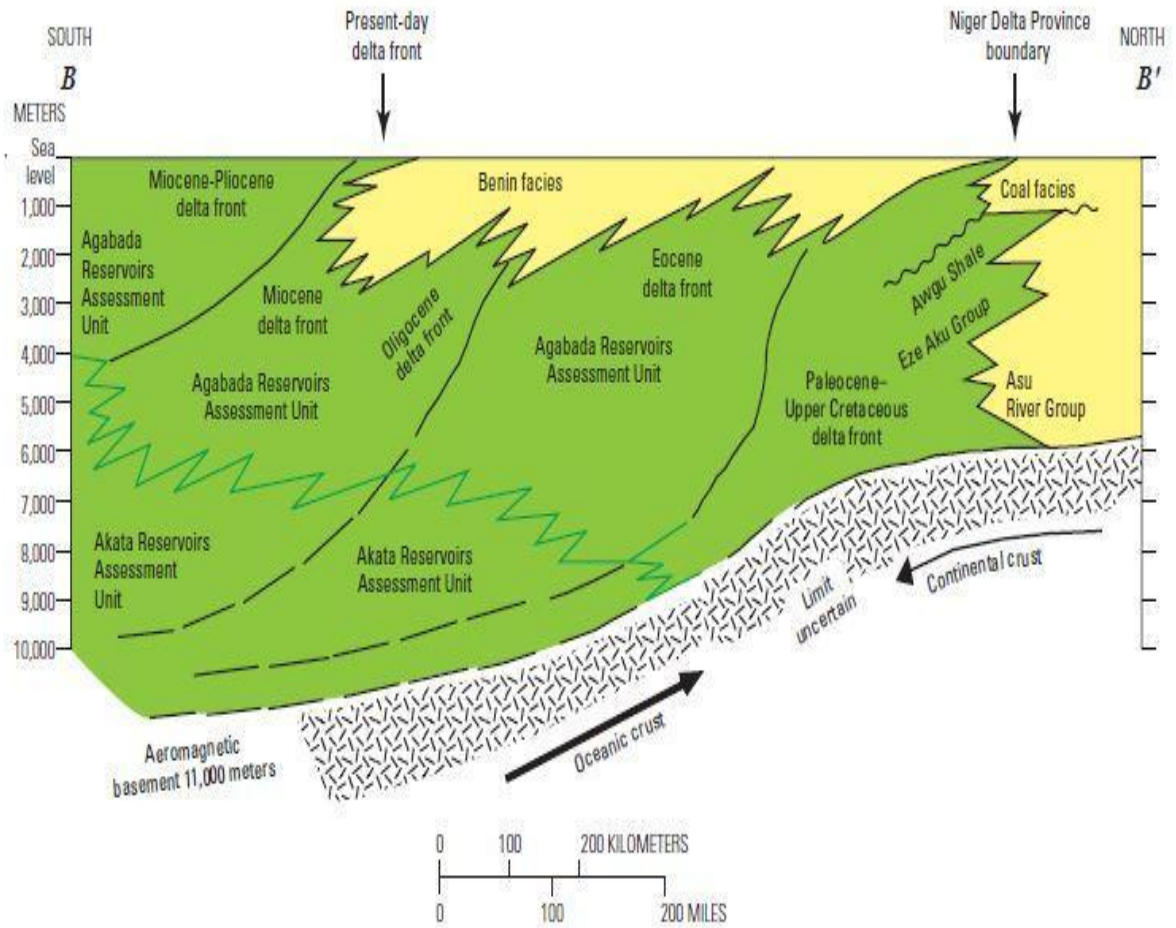 SOUTH
B
Present-day
delta front
Niger Delta Province
boundary
NORTH
B'
METERS
Sea
level
1,000
2,000
3,000
4,000
5,000
6,000
7,000
8,000
9,000
10,000
Miocene-Pliocene
delta front
Benin facies
Coal facies
Agabada
Reservoirs
Assessment
Unit
Miocene
delta front
Oligocene
delta front
Eocene
delta front
Awgu Shale
Eze Aku Group
Agabada Reservoirs
Assessment Unit
Agabada Reservoirs
Assessment Unit
Paleocene–
Upper Cretaceous
delta front
Asu
River Group
Akata Reservoirs
Assessment
Unit
Akata Reservoirs
Assessment Unit
Limit
uncertain
Continental crust
Oceanic crust
Aeromagnetic
basement 11,000 meters
0 100 200 KILOMETERS
0 100 200 MILES